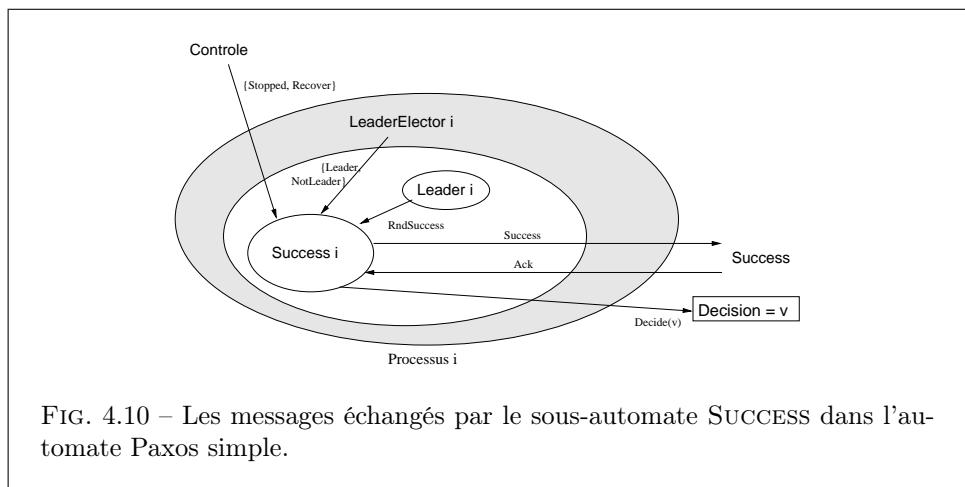 Controle
{Stopped, Recover}
LeaderElector i
{Leader,
NotLeader}
Leader i
RndSuccess
Success i
Success
Success
Ack
Decision = v
Decide(v)
Processus i
FIG. 4.10 – Les messages échangés par le sous-automate SUCCESS dans l'au-
tomate Paxos simple.